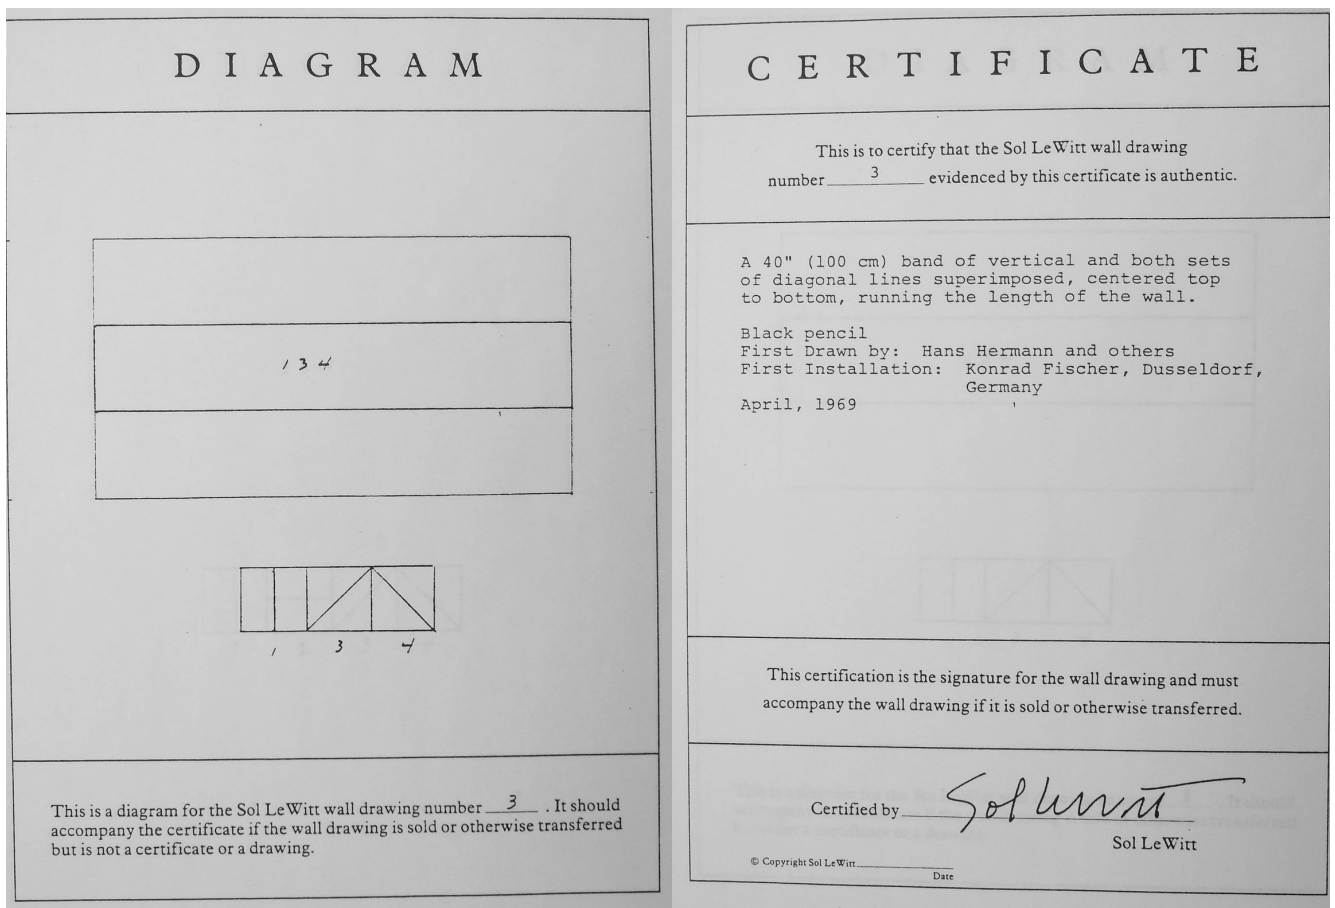 DIAGRAM
1 3 4
1 3 4
This is a diagram for the Sol LeWitt wall drawing number 3 . It should
accompany the certificate if the wall drawing is sold or otherwise transferred
but is not a certificate or a drawing.
CERTIFICATE
This is to certify that the Sol LeWitt wall drawing
number 3 evidenced by this certificate is authentic.
A 40" (100 cm) band of vertical and both sets
of diagonal lines superimposed, centered top
to bottom, running the length of the wall.
Black pencil
First Drawn by: Hans Hermann and others
First Installation: Konrad Fischer, Dusseldorf,
Germany
April, 1969
This certification is the signature for the wall drawing and must
accompany the wall drawing if it is sold or otherwise transferred.
Certified by Sol LeWitt
Sol LeWitt
© Copyright Sol LeWitt
Date